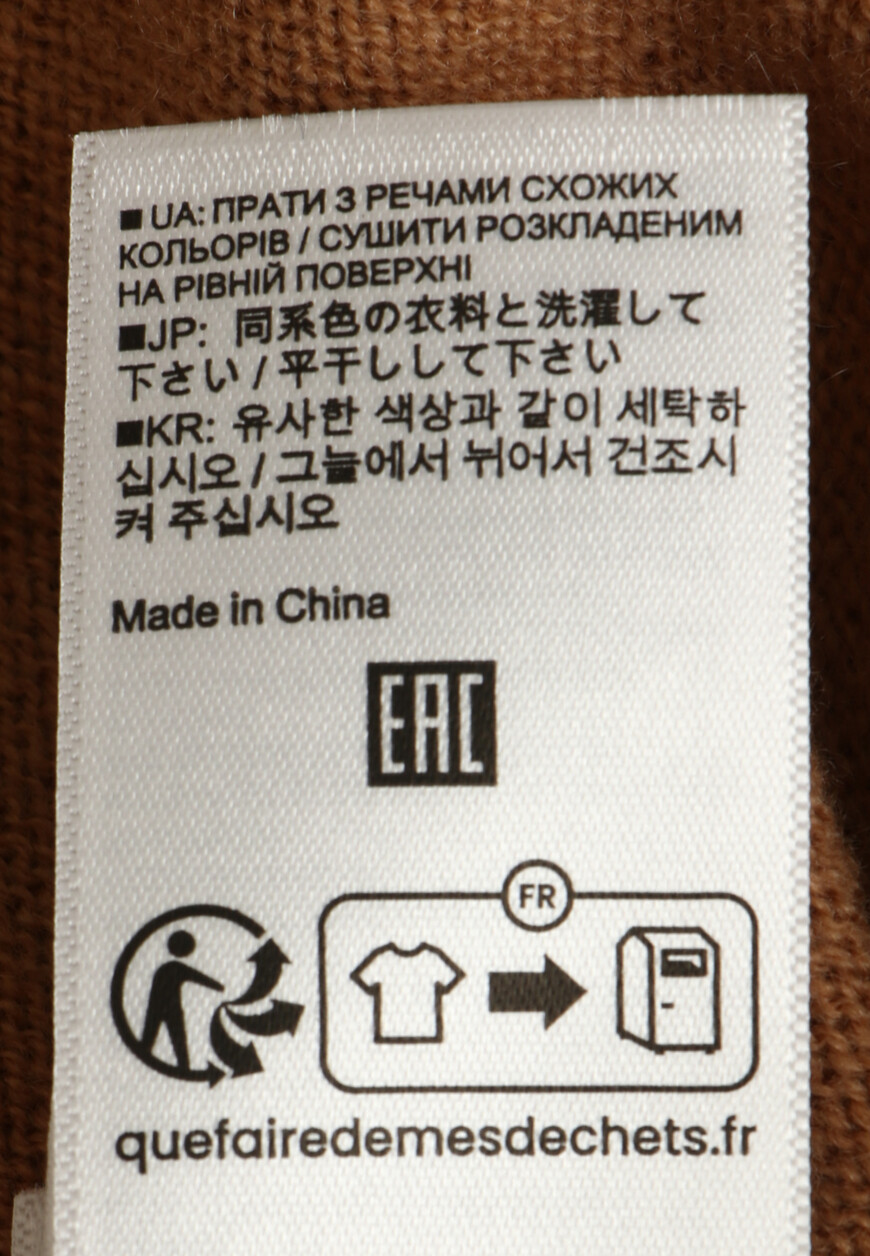 ■ UA: ПРАТИ З РЕЧАМИ СХОЖИХ
КОЛЬОРІВ / СУШИТИ РОЗКЛАДЕНИМ
НА РІВНІЙ ПОВЕРХНІ
■JP: 同系色の衣料と洗濯して
下さい / 平干ししして下さい
■KR: 유사한 색상과 같이 세탁하
십시오 / 그늘에서 뉘어서 건조시
켜 주십시오
Made in China
EAC
FR
quefairedemesdechets.fr